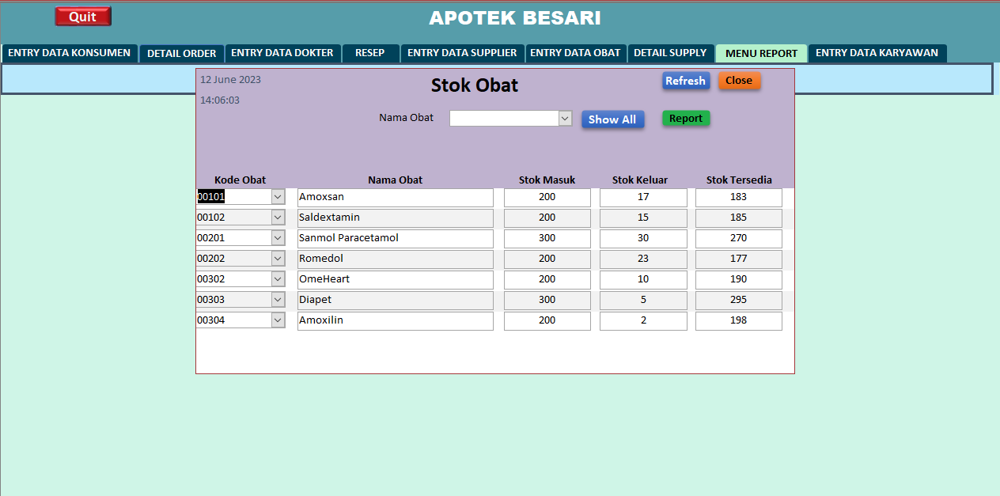 Quit
APOTEK BESARI
ENTRY DATA KONSUMEN DETAIL ORDER ENTRY DATA DOKTER RESEP ENTRY DATA SUPPLIER ENTRY DATA OBAT DETAIL SUPPLY MENU REPORT ENTRY DATA KARYAWAN
12 June 2023
Stok Obat
Refresh Close
14:06:03
Nama Obat Show All Report
Kode Obat Nama Obat Stok Masuk Stok Keluar Stok Tersedia
00101 Amoxsan 200 17 183
00102 Saldextamin 200 15 185
00201 Sanmol Paracetamol 300 30 270
00202 Romedol 200 23 177
00302 OmeHeart 200 10 190
00303 Diapet 300 5 295
00304 Amoxilin 200 2 198